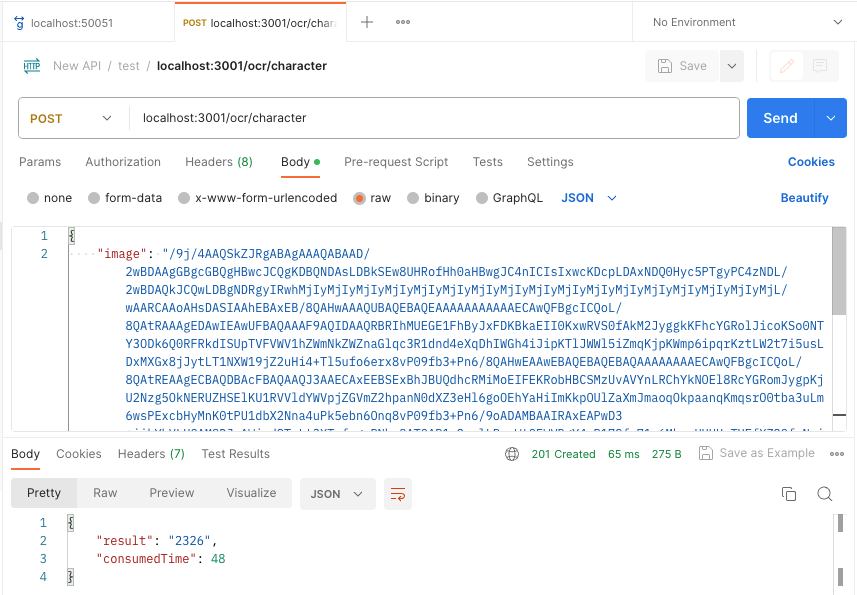 localhost:50051
POST localhost:3001/ocr/chara
No Environment
HTTP New API / test / localhost:3001/ocr/character
Save
POST localhost:3001/ocr/character
Send
Params Authorization Headers (8) Body Pre-request Script Tests Settings Cookies
none form-data x-www-form-urlencoded raw binary GraphQL JSON Beautify
1 {
2 "image": "/9j/4AAQSkZJRgABAgAAAQABAAD/
2wBDAAgGBgcGBQgHBwcJCQgKDBQNDAsLDBkSEw8UHRofHh0aHBwgJC4nICIsIxwcKDcpLDAxNDQ0Hyc5PTgyPC4zNDL/
2wBDAQkJCQwLDBgNDRgyIRwhMjIyMjIyMjIyMjIyMjIyMjIyMjIyMjIyMjIyMjIyMjIyMjIyMjIyMjIyMjIyMjIyMjL/
wAARCAAoAHsDASIAAhEBAxEB/8QAHwAAAQUBAQEBAQEAAAAAAAAAAAECAwQFBgcICQoL/
8QAtRAAAgEDAwIEAwUFBAQAAAF9AQIDAAQRBRIhMUEGE1FhByJxFDKBkaEII0KxwRVS0fAkM2JyggkKFhcYGRolJicoKSo0NT
Y3ODk6Q0RFRkdISUpTVFVWV1hZWmNkZWZnaGlqc3R1dnd4eXqDhIWGh4iJipKTlJWWl5iZmqKjpKWmp6ipqrKztLW2t7i5usL
DxMXGx8jJytLT1NXW19jZ2uHi4+Tl5ufo6erx8vP09fb3+Pn6/8QAHwEAAwEBAQEBAQEBAQAAAAAAAAECAwQFBgcICQoL/
8QAtREAAgECBAQDBAcFBAQAAQJ3AAECAxEEBSExBhJBUQdhcRMiMoEIFEKRobHBCSMzUvAVYnLRChYkNOEl8RcYGRomJygpKj
U2Nzg5OkNERUZHSElKU1RVVldYWVpjZGVmZ2hpanN0dXZ3eHl6goOEhYaHiImKkpOUlZaXmJmaoqOkpaanqKmqsrO0tba3uLm
6wsPExcbHyMnK0tPU1dbX2Nna4uPk5ebn6Onq8vP09fb3+Pn6/9oADAMBAAIRAxEAPwD3
Body Cookies Headers (7) Test Results 201 Created 65 ms 275 B Save as Example
Pretty Raw Preview Visualize JSON
1 {
2 "result": "2326",
3 "consumedTime": 48
4 }